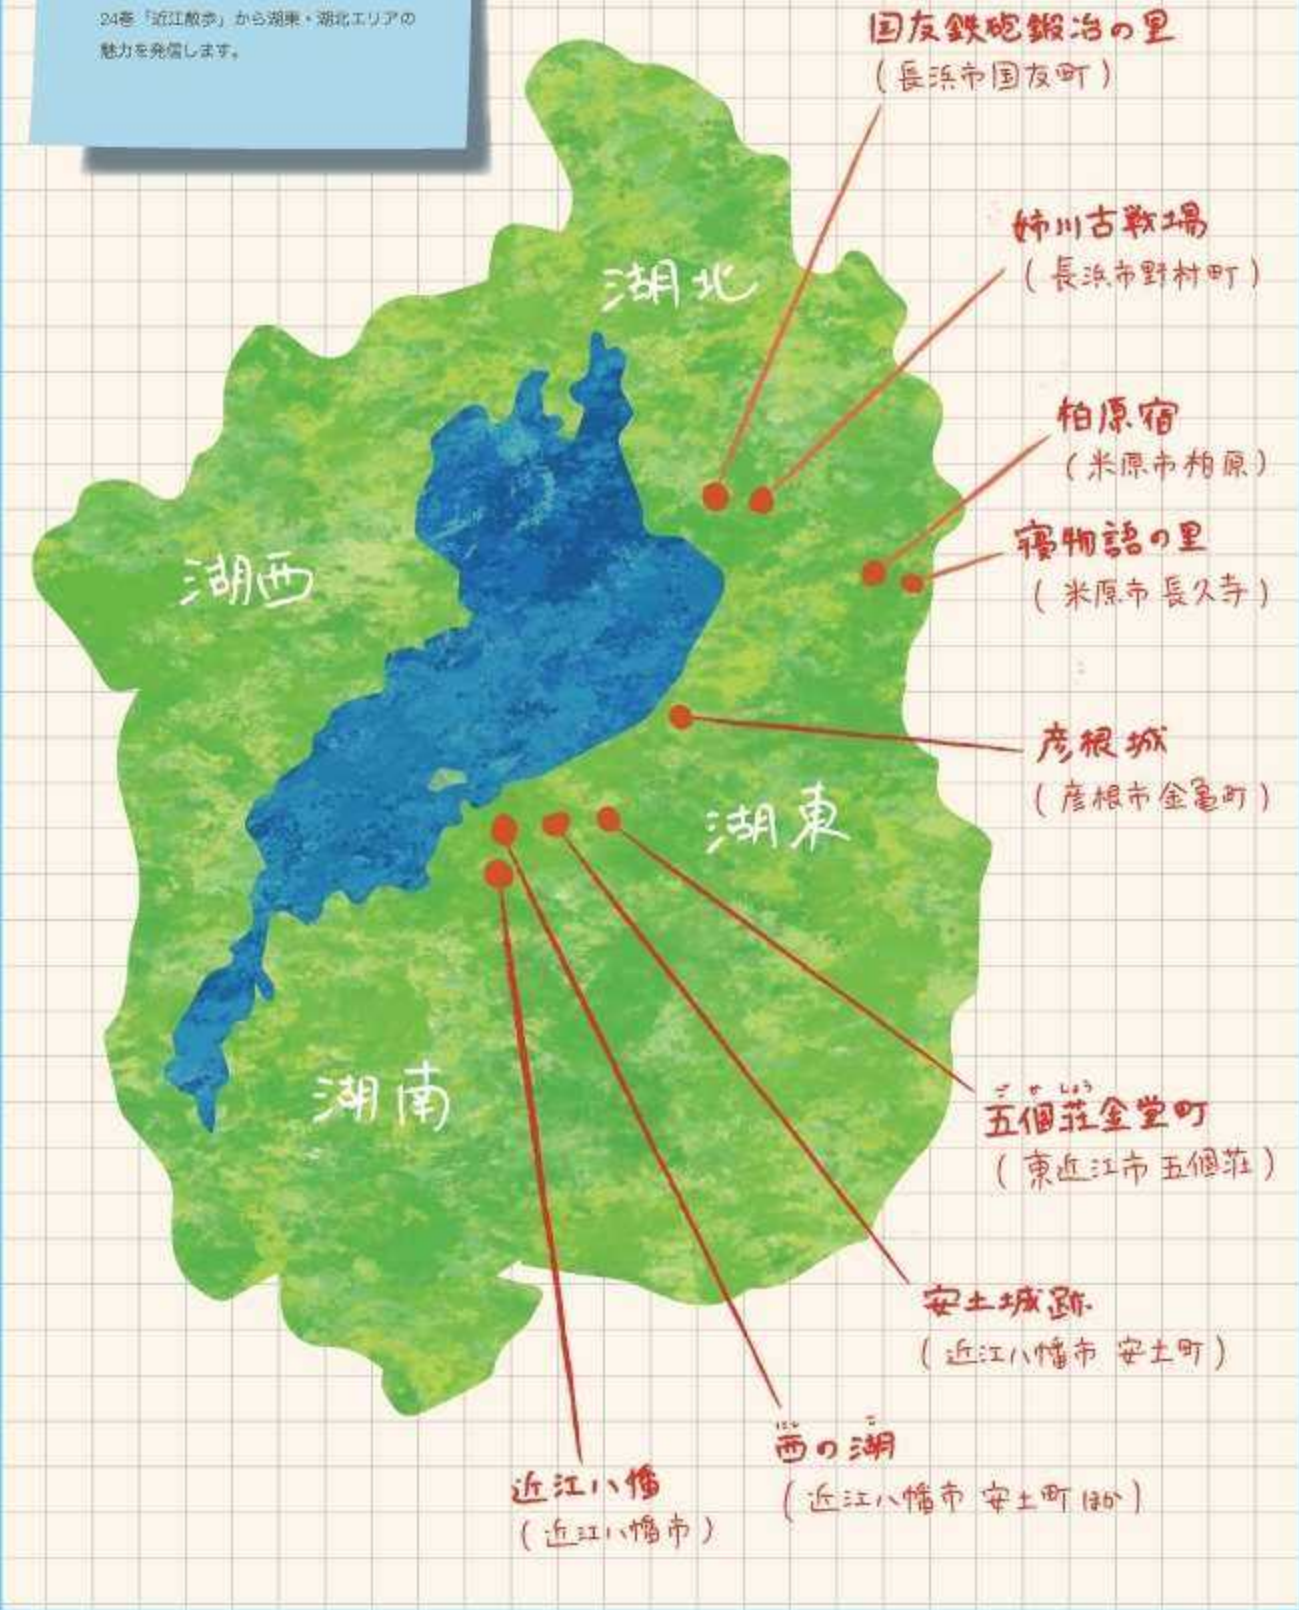 24巻「近江散歩」から湖東・湖北エリアの
魅力を発信します。
国友鉄砲鍛冶の里
(長浜市国友町)
姉川古戦場
(長浜市野村町)
湖北
柏原宿
(米原市柏原)
寝物語の里
(米原市長久寺)
湖西
彦根城
(彦根市金亀町)
湖東
湖南
ごかしょう
五個荘金堂町
(東近江市五個荘)
安土城跡
(近江八幡市 安土町)
にし こ
西の湖
(近江八幡市 安土町ほか)
近江八幡
(近江八幡市)